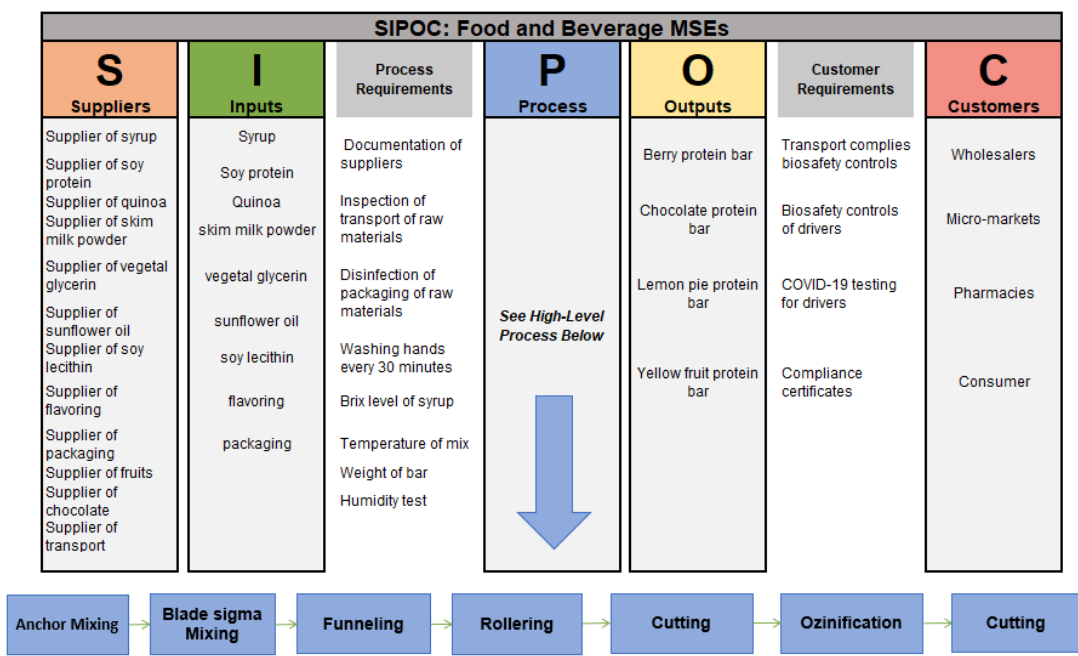 SIPOC: Food and Beverage MSEs
S
Suppliers
I
Inputs
Process
Requirements
P
Process
O
Outputs
Customer
Requirements
C
Customers
Supplier of syrup
Supplier of soy
protein
Supplier of quinoa
Supplier of skim
milk powder
Supplier of vegetal
glycerin
Supplier of
sunflower oil
Supplier of soy
lecithin
Supplier of
flavoring
Supplier of
packaging
Supplier of fruits
Supplier of
chocolate
Supplier of
transport
Syrup
Soy protein
Quinoa
skim milk powder
vegetal glycerin
sunflower oil
soy lecithin
flavoring
packaging
Documentation of
suppliers
Inspection of
transport of raw
materials
Disinfection of
packaging of raw
materials
Washing hands
every 30 minutes
Brix level of syrup
Temperature of mix
Weight of bar
Humidity test
See High-Level
Process Below
Berry protein bar
Chocolate protein
bar
Lemon pie protein
bar
Yellow fruit protein
bar
Transport complies
biosafety controls
Biosafety controls
of drivers
COVID-19 testing
for drivers
Compliance
certificates
Wholesalers
Micro-markets
Pharmacies
Consumer
Anchor Mixing
Blade sigma
Mixing
Funneling
Rollering
Cutting
Ozinification
Cutting